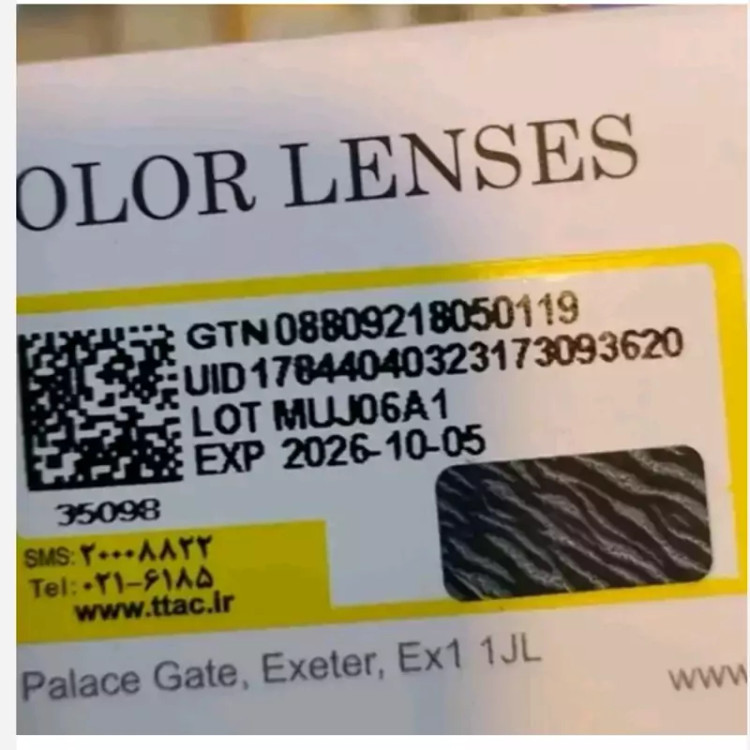 OLOR LENSES
GTN 08809218050119
UID 17844040323173093620
LOT MUJ06A1
EXP 2026-10-05
35098
SMS: ۲۰۰۰۸۸۲۲
Tel: ۰۲۱-۶۱۸۵
www.ttac.ir
Palace Gate, Exeter, Ex1 1JL
www